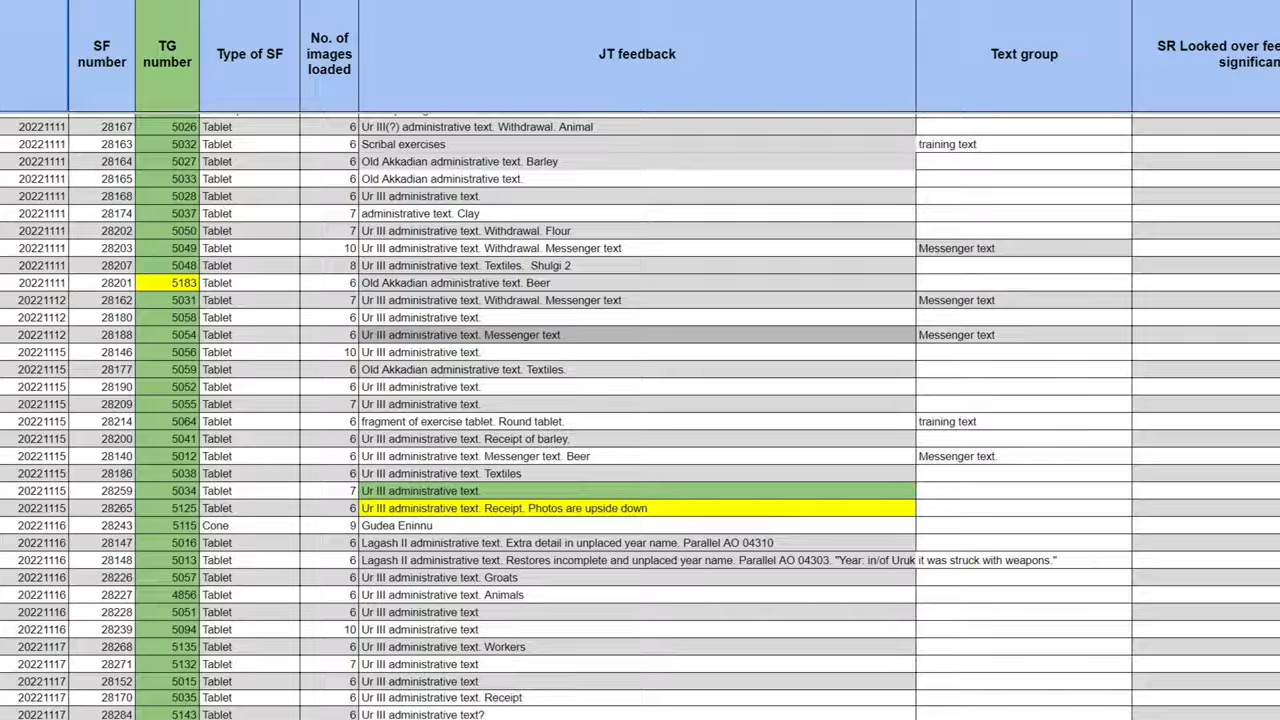 SF number TG number Type of SF No. of images loaded JT feedback Text group SR Looked over fee significan
20221111 28167 5026 Tablet 6 Ur III(?) administrative text. Withdrawal. Animal
20221111 28163 5032 Tablet 6 Scribal exercises training text
20221111 28164 5027 Tablet 6 Old Akkadian administrative text. Barley
20221111 28165 5033 Tablet 6 Old Akkadian administrative text.
20221111 28168 5028 Tablet 6 Ur III administrative text.
20221111 28174 5037 Tablet 7 administrative text. Clay
20221111 28202 5050 Tablet 7 Ur III administrative text. Withdrawal. Flour
20221111 28203 5049 Tablet 10 Ur III administrative text. Withdrawal. Messenger text Messenger text
20221111 28207 5048 Tablet 8 Ur III administrative text. Textiles. Shulgi 2
20221111 28201 5183 Tablet 6 Old Akkadian administrative text. Beer
20221112 28162 5031 Tablet 7 Ur III administrative text. Withdrawal. Messenger text Messenger text
20221112 28180 5058 Tablet 6 Ur III administrative text.
20221112 28188 5054 Tablet 6 Ur III administrative text. Messenger text Messenger text
20221115 28146 5056 Tablet 10 Ur III administrative text.
20221115 28177 5059 Tablet 6 Old Akkadian administrative text. Textiles.
20221115 28190 5052 Tablet 6 Ur III administrative text.
20221115 28209 5055 Tablet 7 Ur III administrative text.
20221115 28214 5064 Tablet 6 fragment of exercise tablet. Round tablet. training text
20221115 28200 5041 Tablet 6 Ur III administrative text. Receipt of barley.
20221115 28140 5012 Tablet 6 Ur III administrative text. Messenger text. Beer Messenger text
20221115 28186 5038 Tablet 6 Ur III administrative text. Textiles
20221115 28259 5034 Tablet 7 Ur III administrative text.
20221115 28265 5125 Tablet 6 Ur III administrative text. Receipt. Photos are upside down
20221116 28243 5115 Cone 9 Gudea Eninnu
20221116 28147 5016 Tablet 6 Lagash II administrative text. Extra detail in unplaced year name. Parallel AO 04310
20221116 28148 5013 Tablet 6 Lagash II administrative text. Restores incomplete and unplaced year name. Parallel AO 04303. "Year: in/of Uruk it was struck with weapons."
20221116 28226 5057 Tablet 6 Ur III administrative text. Groats
20221116 28227 4856 Tablet 6 Ur III administrative text. Animals
20221116 28228 5051 Tablet 6 Ur III administrative text
20221116 28239 5094 Tablet 10 Ur III administrative text
20221117 28268 5135 Tablet 6 Ur III administrative text. Workers
20221117 28271 5132 Tablet 7 Ur III administrative text
20221117 28152 5015 Tablet 6 Ur III administrative text
20221117 28170 5035 Tablet 6 Ur III administrative text. Receipt
20221117 28284 5143 Tablet 6 Ur III administrative text?